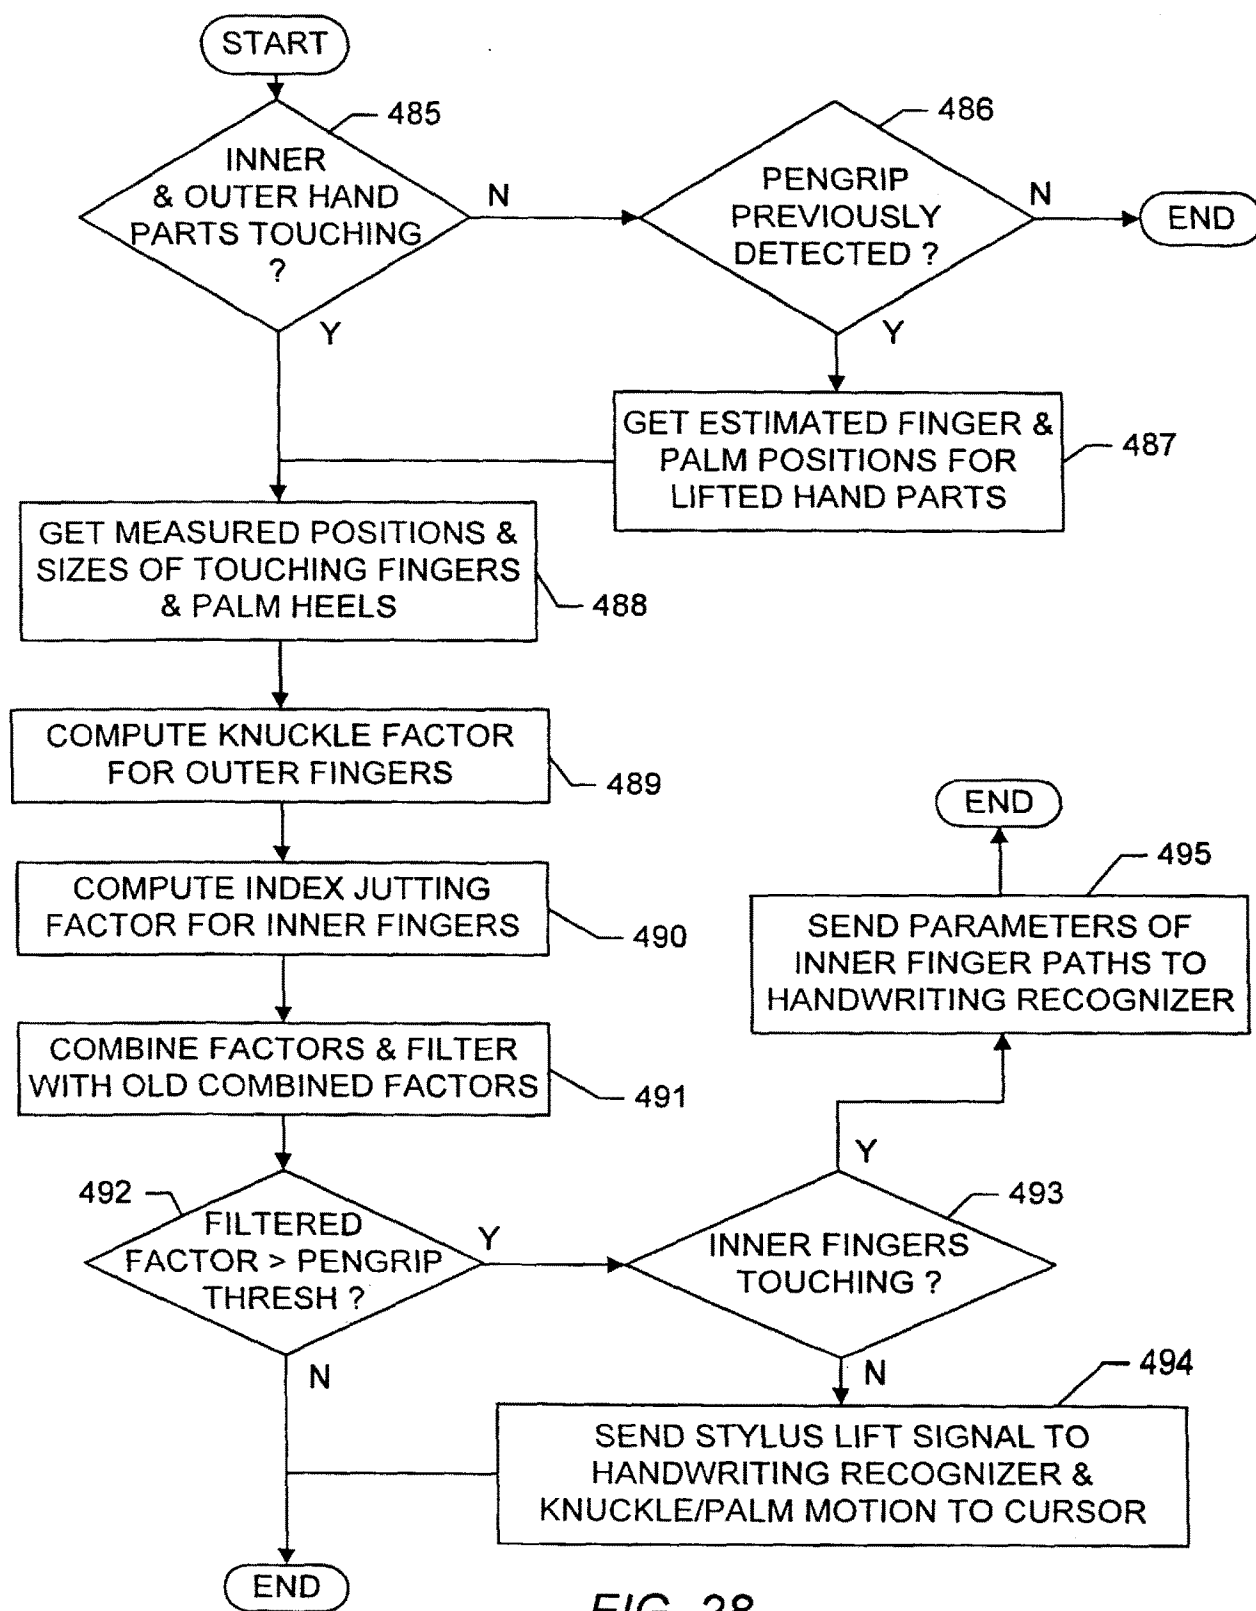 START
485
INNER
& OUTER HAND
PARTS TOUCHING
?
N
Y
486
PENGRIP
PREVIOUSLY
DETECTED ?
N
END
Y
GET ESTIMATED FINGER &
PALM POSITIONS FOR
LIFTED HAND PARTS
487
GET MEASURED POSITIONS &
SIZES OF TOUCHING FINGERS
& PALM HEELS
488
COMPUTE KNUCKLE FACTOR
FOR OUTER FINGERS
489
COMPUTE INDEX JUTTING
FACTOR FOR INNER FINGERS
490
COMBINE FACTORS & FILTER
WITH OLD COMBINED FACTORS
491
492
FILTERED
FACTOR > PENGRIP
THRESH ?
Y
N
END
495
SEND PARAMETERS OF
INNER FINGER PATHS TO
HANDWRITING RECOGNIZER
Y
493
INNER FINGERS
TOUCHING ?
N
494
SEND STYLUS LIFT SIGNAL TO
HANDWRITING RECOGNIZER &
KNUCKLE/PALM MOTION TO CURSOR
END
FIG. 28